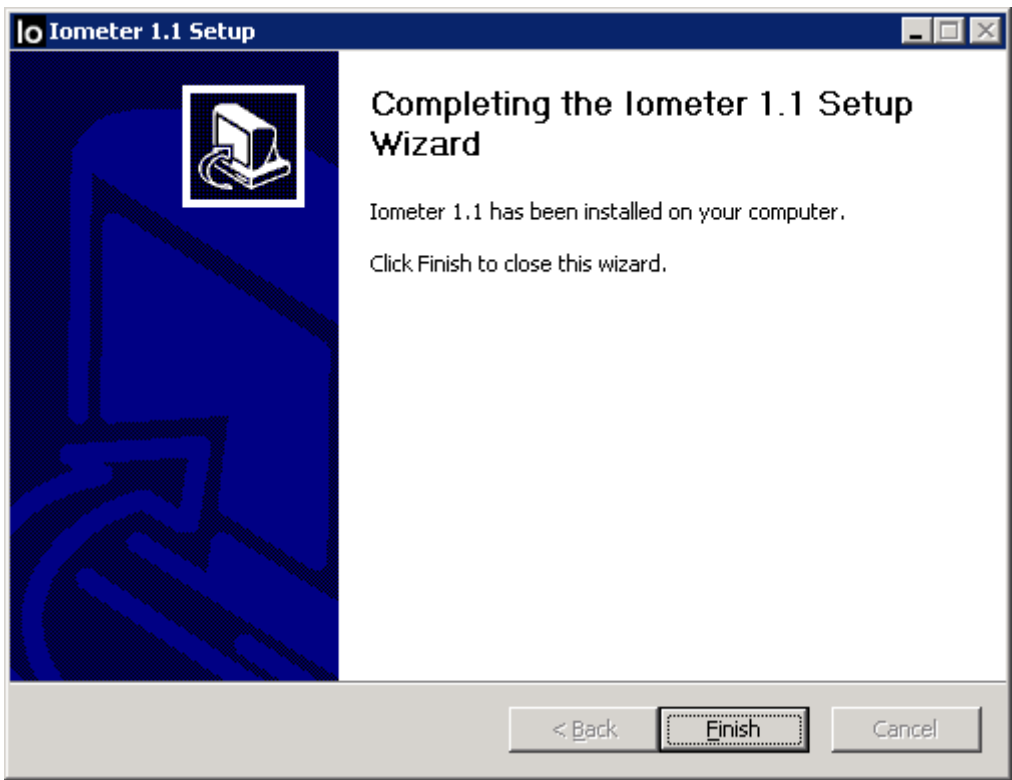 Io Iometer 1.1 Setup
Completing the Iometer 1.1 Setup
Wizard
Iometer 1.1 has been installed on your computer.
Click Finish to close this wizard.
< Back Finish Cancel